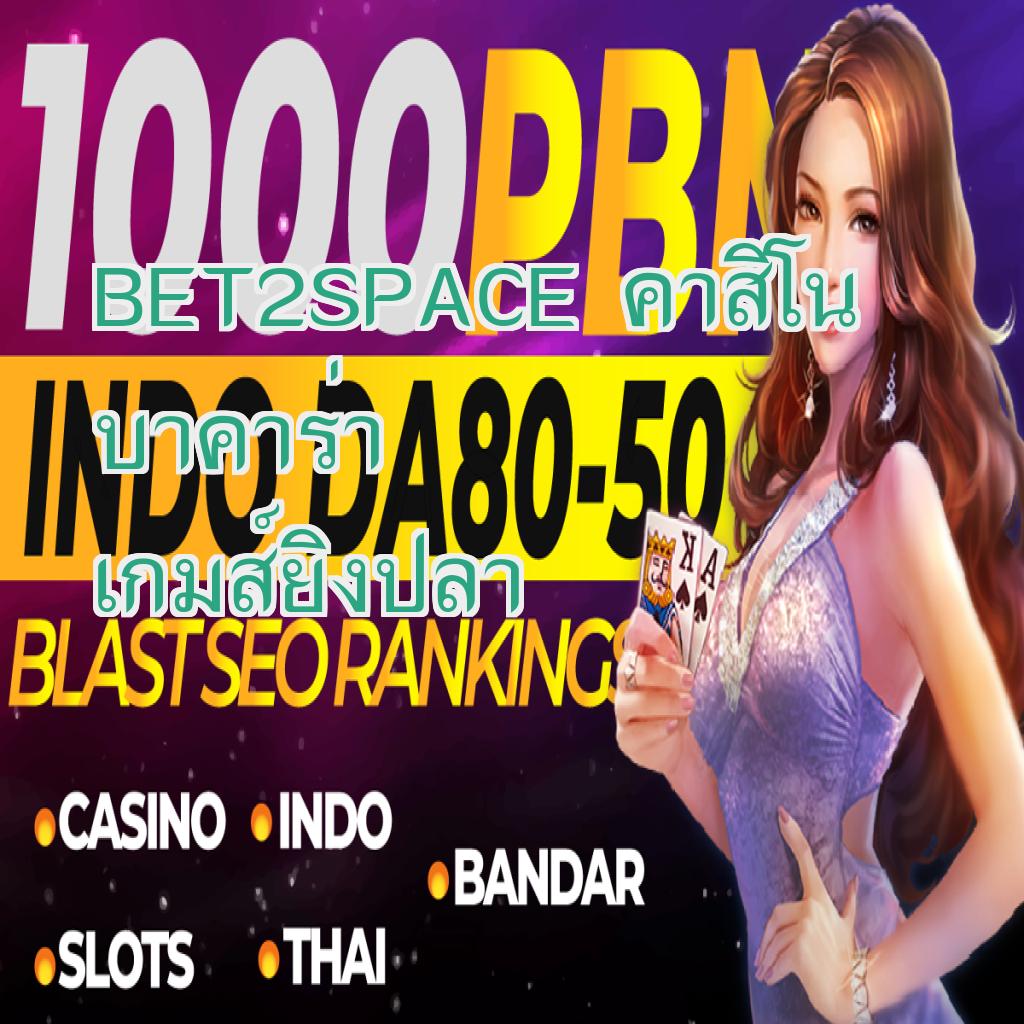 1000PBN
BET2SPACE คาสิโน
บาคาร่า
INDO DA80-50
เกมส์ยิงปลา
BLAST SEO RANKINGS
CASINO
INDO
BANDAR
SLOTS
THAI
K A